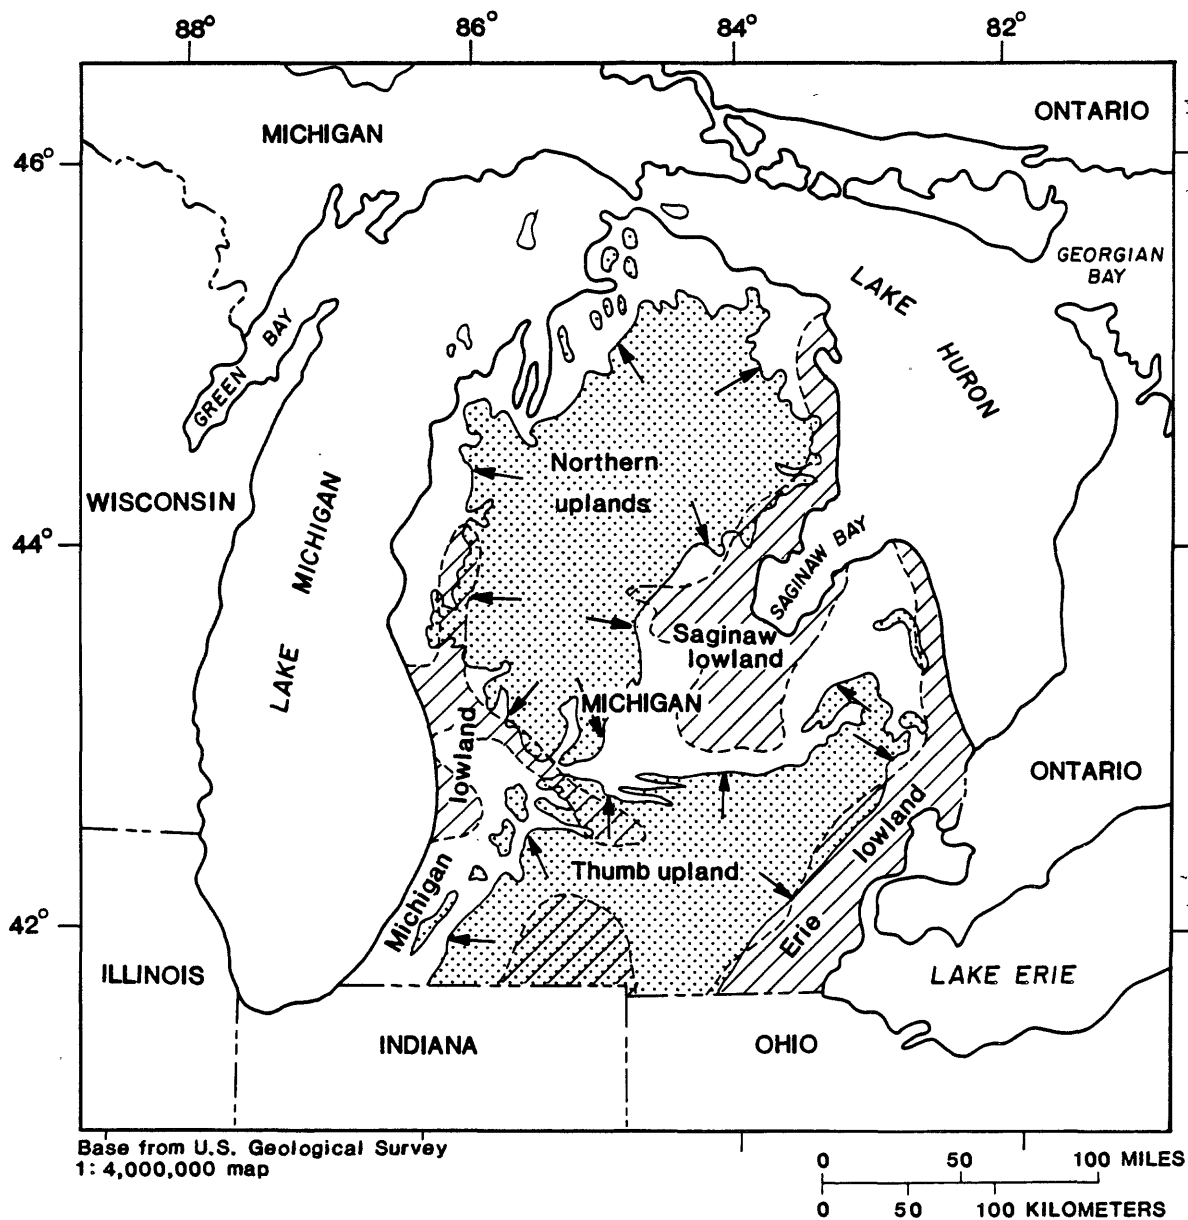 88° 86° 84° 82°
ONTARIO
MICHIGAN
46°
GEORGIAN
BAY
LAKE
HURON
GREEN BAY
Northern
uplands
WISCONSIN
LAKE MICHIGAN
44°
SAGINAW BAY
Saginaw
lowland
MICHIGAN
Michigan lowland
ONTARIO
Thumb upland
Erie lowland
42°
ILLINOIS
LAKE ERIE
INDIANA
OHIO
Base from U.S. Geological Survey
1:4,000,000 map
0 50 100 MILES
0 50 100 KILOMETERS